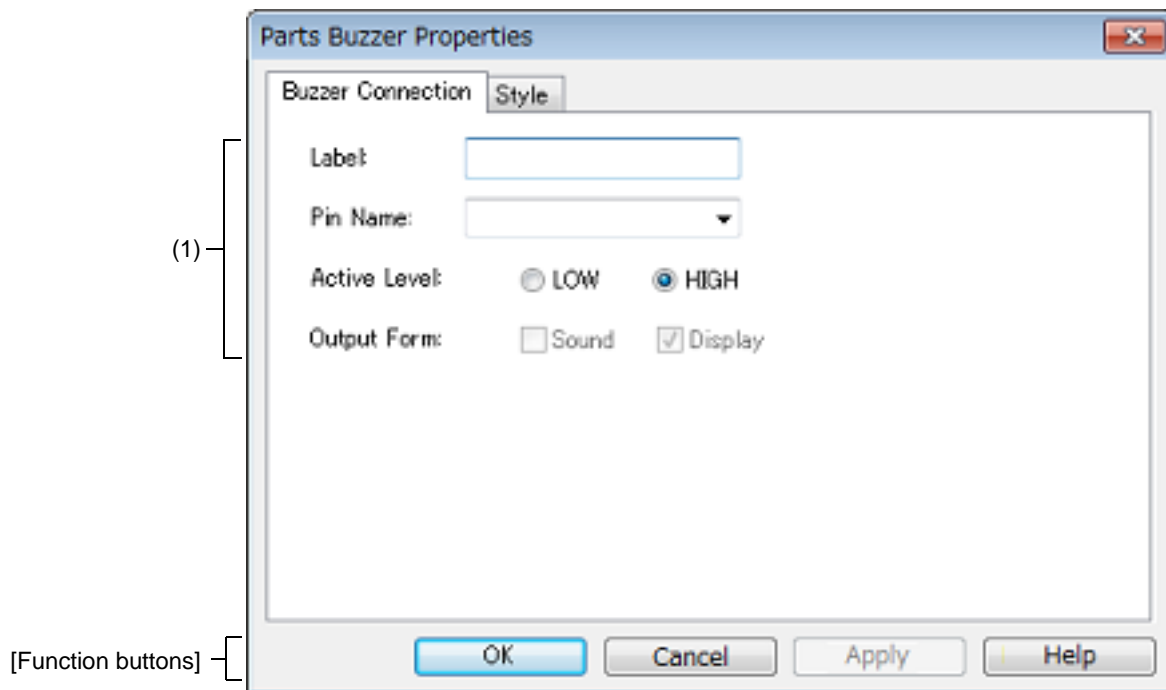 Parts Buzzer Properties
Buzzer Connection Style
Label:
Pin Name:
(1)
Active Level: LOW HIGH
Output Form: Sound Display
[Function buttons] OK Cancel Apply Help